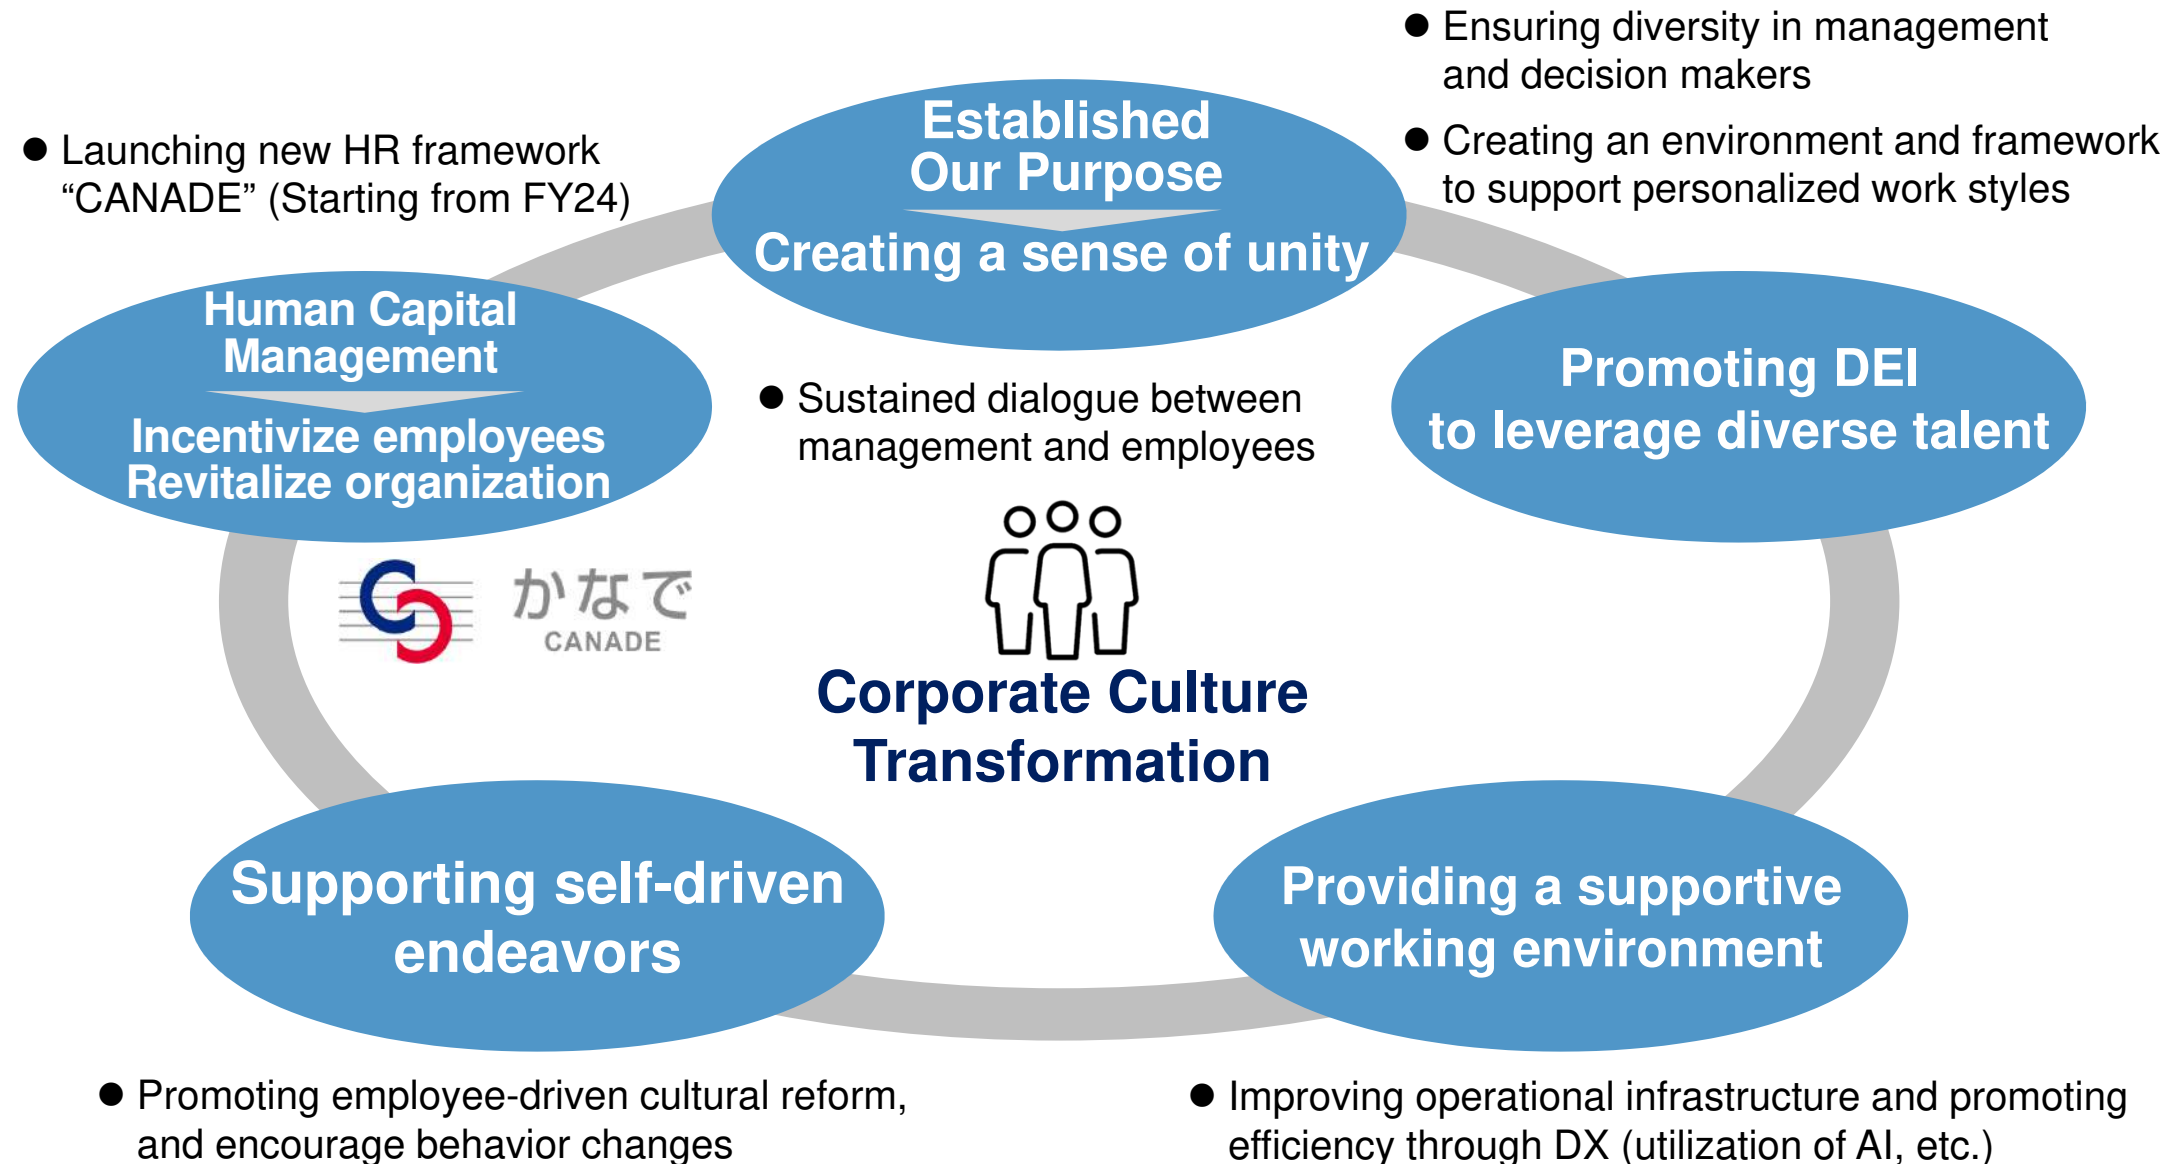 ● Ensuring diversity in management
and decision makers
● Creating an environment and framework
to support personalized work styles
● Launching new HR framework
“CANADE” (Starting from FY24)
Established
Our Purpose
Creating a sense of unity
Human Capital
Management
Incentivize employees
Revitalize organization
● Sustained dialogue between
management and employees
Promoting DEI
to leverage diverse talent
かなで
CANADE
Corporate Culture
Transformation
Supporting self-driven
endeavors
Providing a supportive
working environment
● Promoting employee-driven cultural reform,
and encourage behavior changes
● Improving operational infrastructure and promoting
efficiency through DX (utilization of AI, etc.)